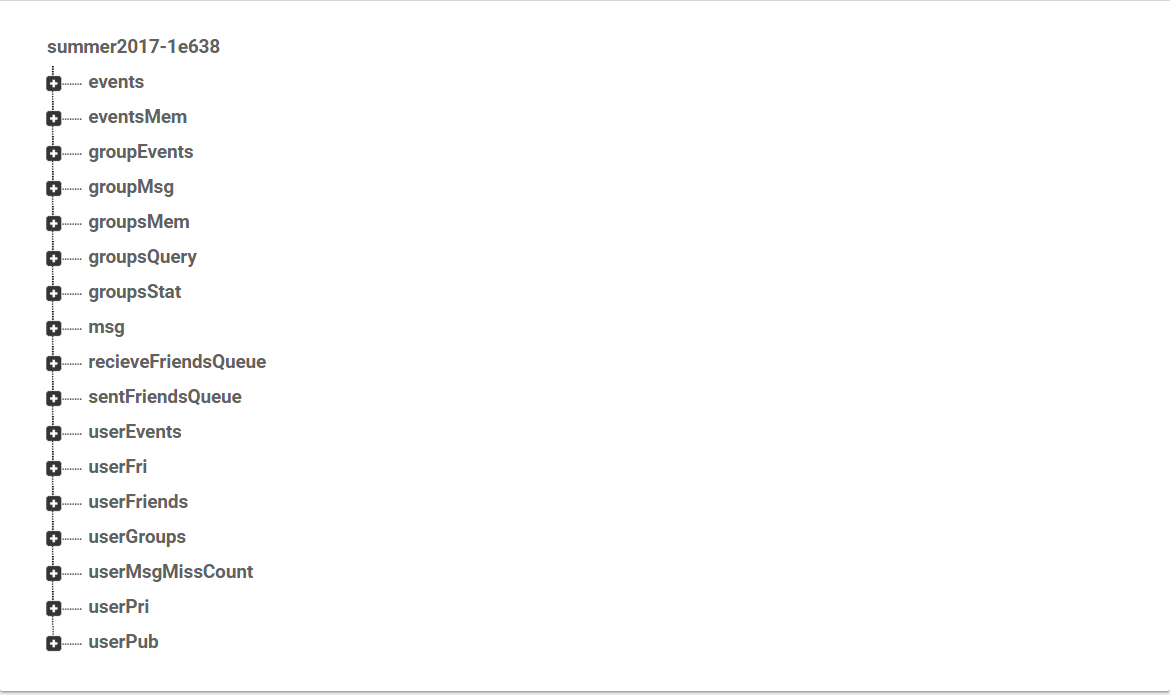 summer2017-1e638
events
eventsMem
groupEvents
groupMsg
groupsMem
groupsQuery
groupsStat
msg
recieveFriendsQueue
sentFriendsQueue
userEvents
userFri
userFriends
userGroups
userMsgMissCount
userPri
userPub